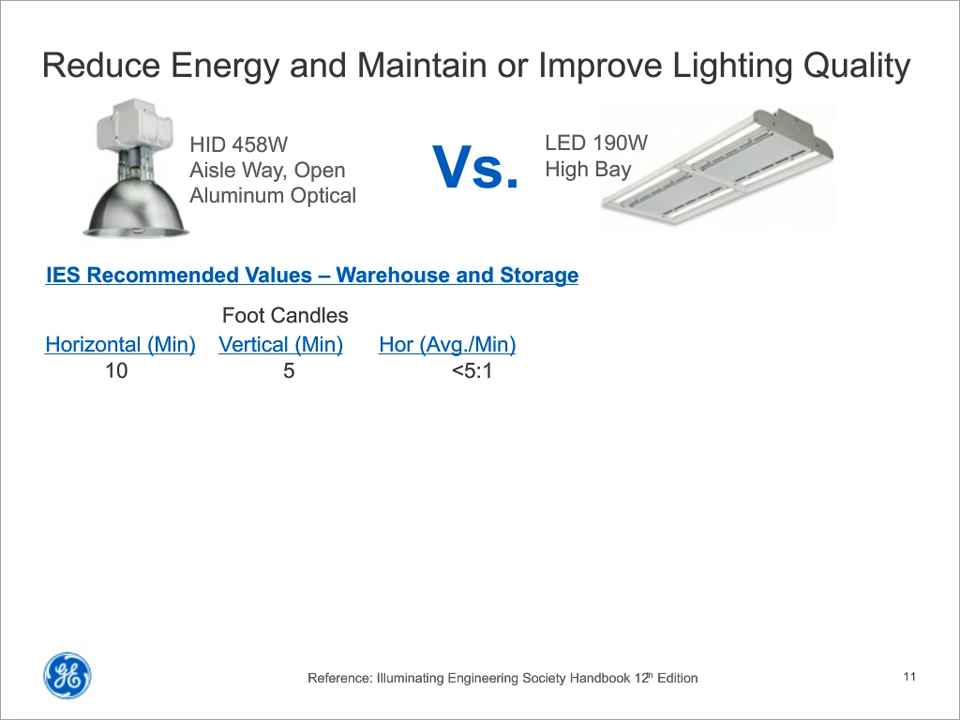 Reduce Energy and Maintain or Improve Lighting Quality
HID 458W
Aisle Way, Open
Aluminum Optical
Vs.
LED 190W
High Bay
IES Recommended Values – Warehouse and Storage
Foot Candles
Horizontal (Min) Vertical (Min) Hor (Avg./Min)
10 5 <5:1
GE
Reference: Illuminating Engineering Society Handbook 12th Edition
11